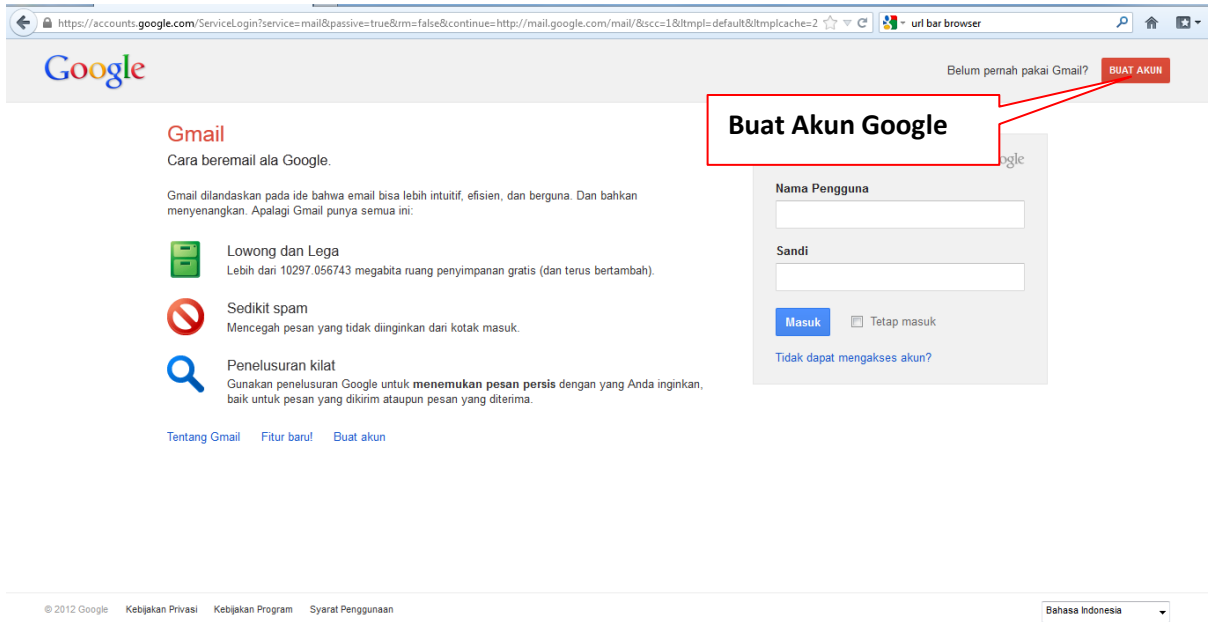 https://accounts.google.com/ServiceLogin?service=mail&passive=true&rm=false&continue=http://mail.google.com/mail/&scc=1&ltmpl=default&ltmplcache=2
url bar browser
Google
Belum pernah pakai Gmail?
BUAT AKUN
Buat Akun Google
Gmail
Cara beremail ala Google.
Gmail dilandaskan pada ide bahwa email bisa lebih intuitif, efisien, dan berguna. Dan bahkan
menyenangkan. Apalagi Gmail punya semua ini:
Lowong dan Lega
Lebih dari 10297.056743 megabita ruang penyimpanan gratis (dan terus bertambah).
Sedikit spam
Mencegah pesan yang tidak diinginkan dari kotak masuk.
Penelusuran kilat
Gunakan penelusuran Google untuk menemukan pesan persis dengan yang Anda inginkan,
baik untuk pesan yang dikirim ataupun pesan yang diterima.
Tentang Gmail Fitur baru! Buat akun
Nama Pengguna
Sandi
Masuk
Tetap masuk
Tidak dapat mengakses akun?
© 2012 Google Kebijakan Privasi Kebijakan Program Syarat Penggunaan
Bahasa Indonesia